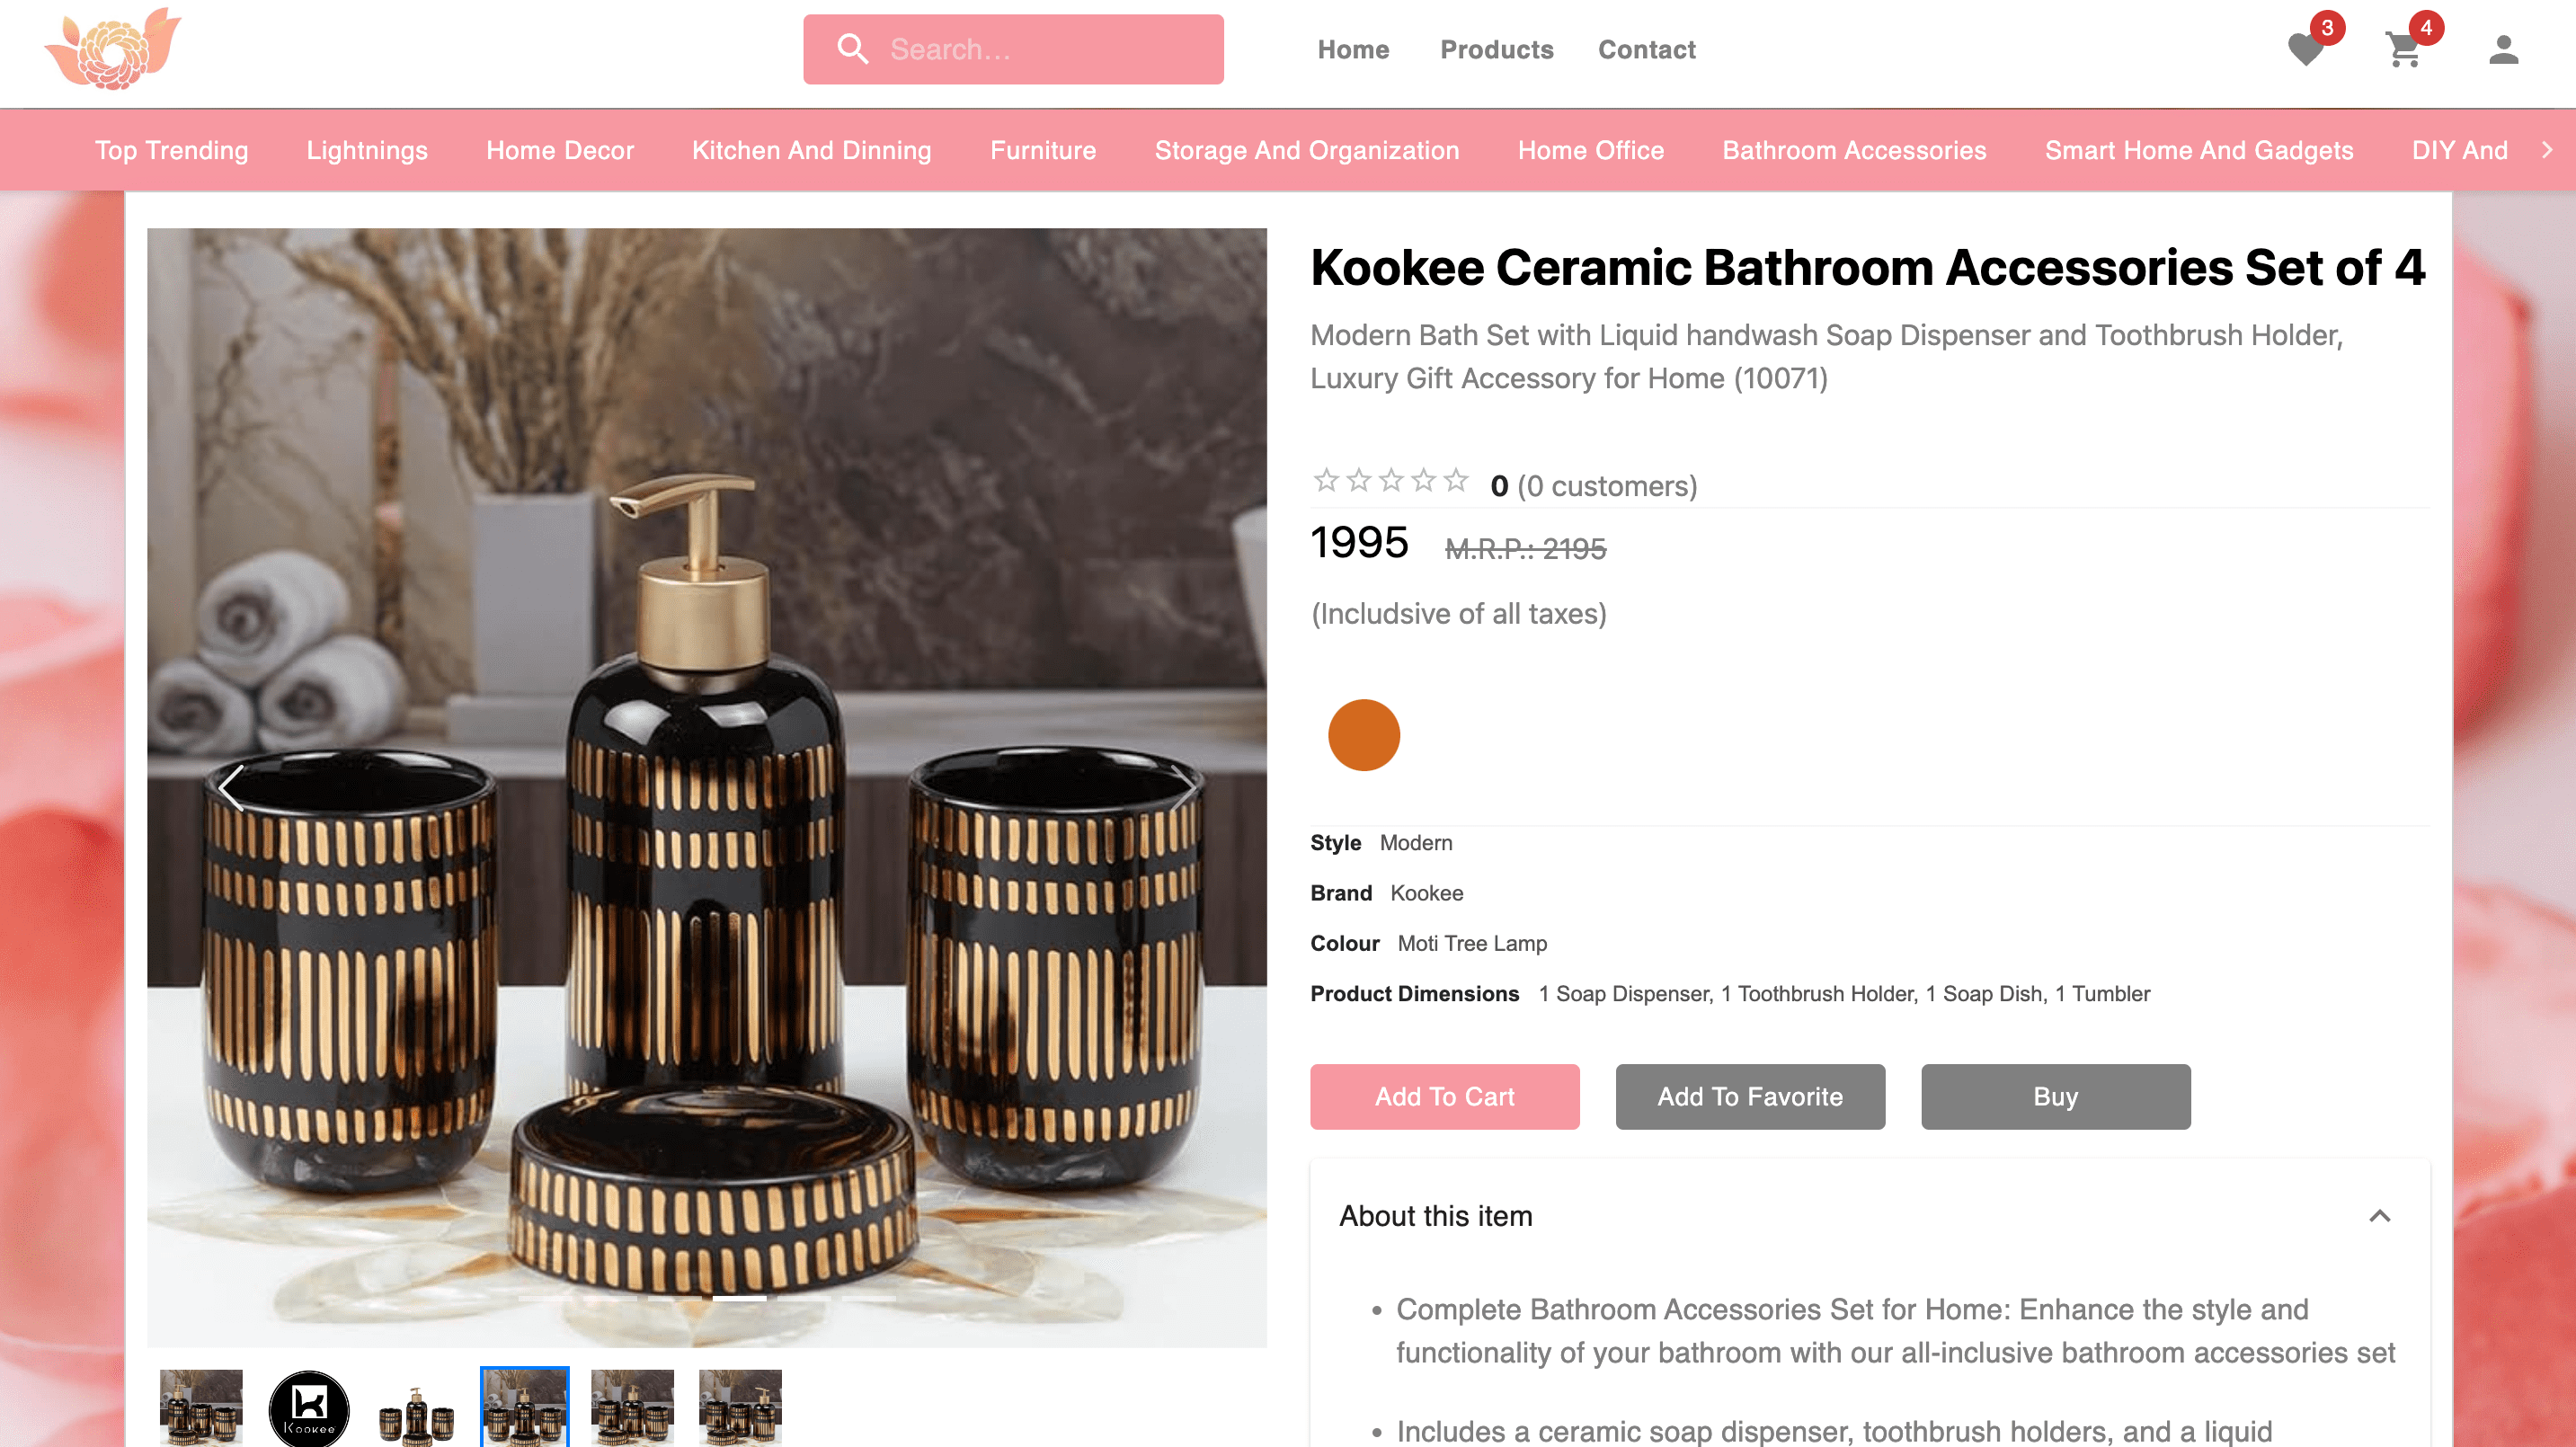 Search...
Home Products Contact
3 4
Top Trending Lightnings Home Decor Kitchen And Dinning Furniture Storage And Organization Home Office Bathroom Accessories Smart Home And Gadgets DIY And
Kookee Ceramic Bathroom Accessories Set of 4
Modern Bath Set with Liquid handwash Soap Dispenser and Toothbrush Holder,
Luxury Gift Accessory for Home (10071)
0 (0 customers)
1995 M.R.P.: 2195
(Includsive of all taxes)
Style Modern
Brand Kookee
Colour Moti Tree Lamp
Product Dimensions 1 Soap Dispenser, 1 Toothbrush Holder, 1 Soap Dish, 1 Tumbler
Add To Cart Add To Favorite Buy
About this item
• Complete Bathroom Accessories Set for Home: Enhance the style and
functionality of your bathroom with our all-inclusive bathroom accessories set
• Includes a ceramic soap dispenser, toothbrush holders, and a liquid
Kookee